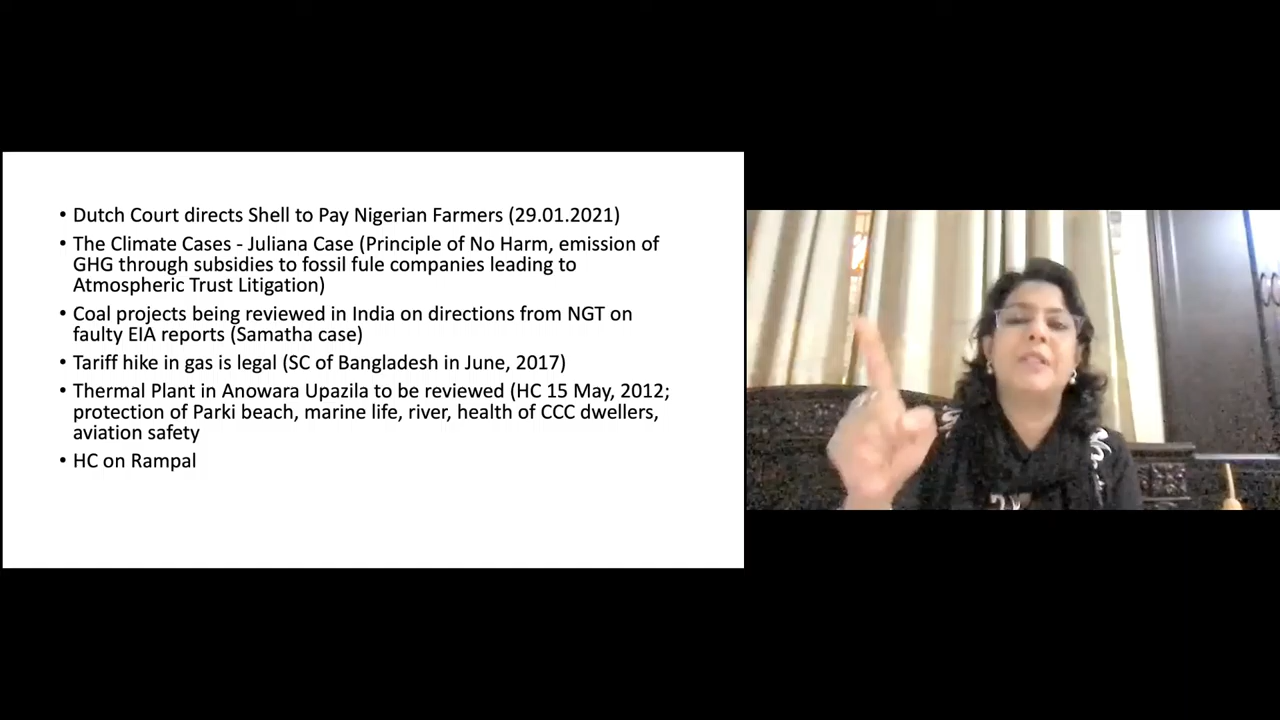 • Dutch Court directs Shell to Pay Nigerian Farmers (29.01.2021)
• The Climate Cases - Juliana Case (Principle of No Harm, emission of
GHG through subsidies to fossil fule companies leading to
Atmospheric Trust Litigation)
• Coal projects being reviewed in India on directions from NGT on
faulty EIA reports (Samatha case)
• Tariff hike in gas is legal (SC of Bangladesh in June, 2017)
• Thermal Plant in Anowara Upazila to be reviewed (HC 15 May, 2012;
protection of Parki beach, marine life, river, health of CCC dwellers,
aviation safety
• HC on Rampal